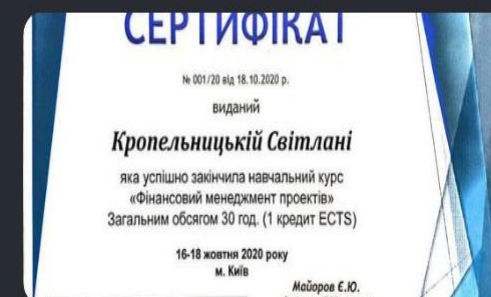 СЕРТИФІКАТ
№ 001/20 від 18.10.2020 р.
виданий
Кропельницькій Світлані
яка успішно закінчила навчальний курс
«Фінансовий менеджмент проектів»
Загальним обсягом 30 год. (1 кредит ECTS)
16-18 жовтня 2020 року
м. Київ
Майоров Є.Ю.